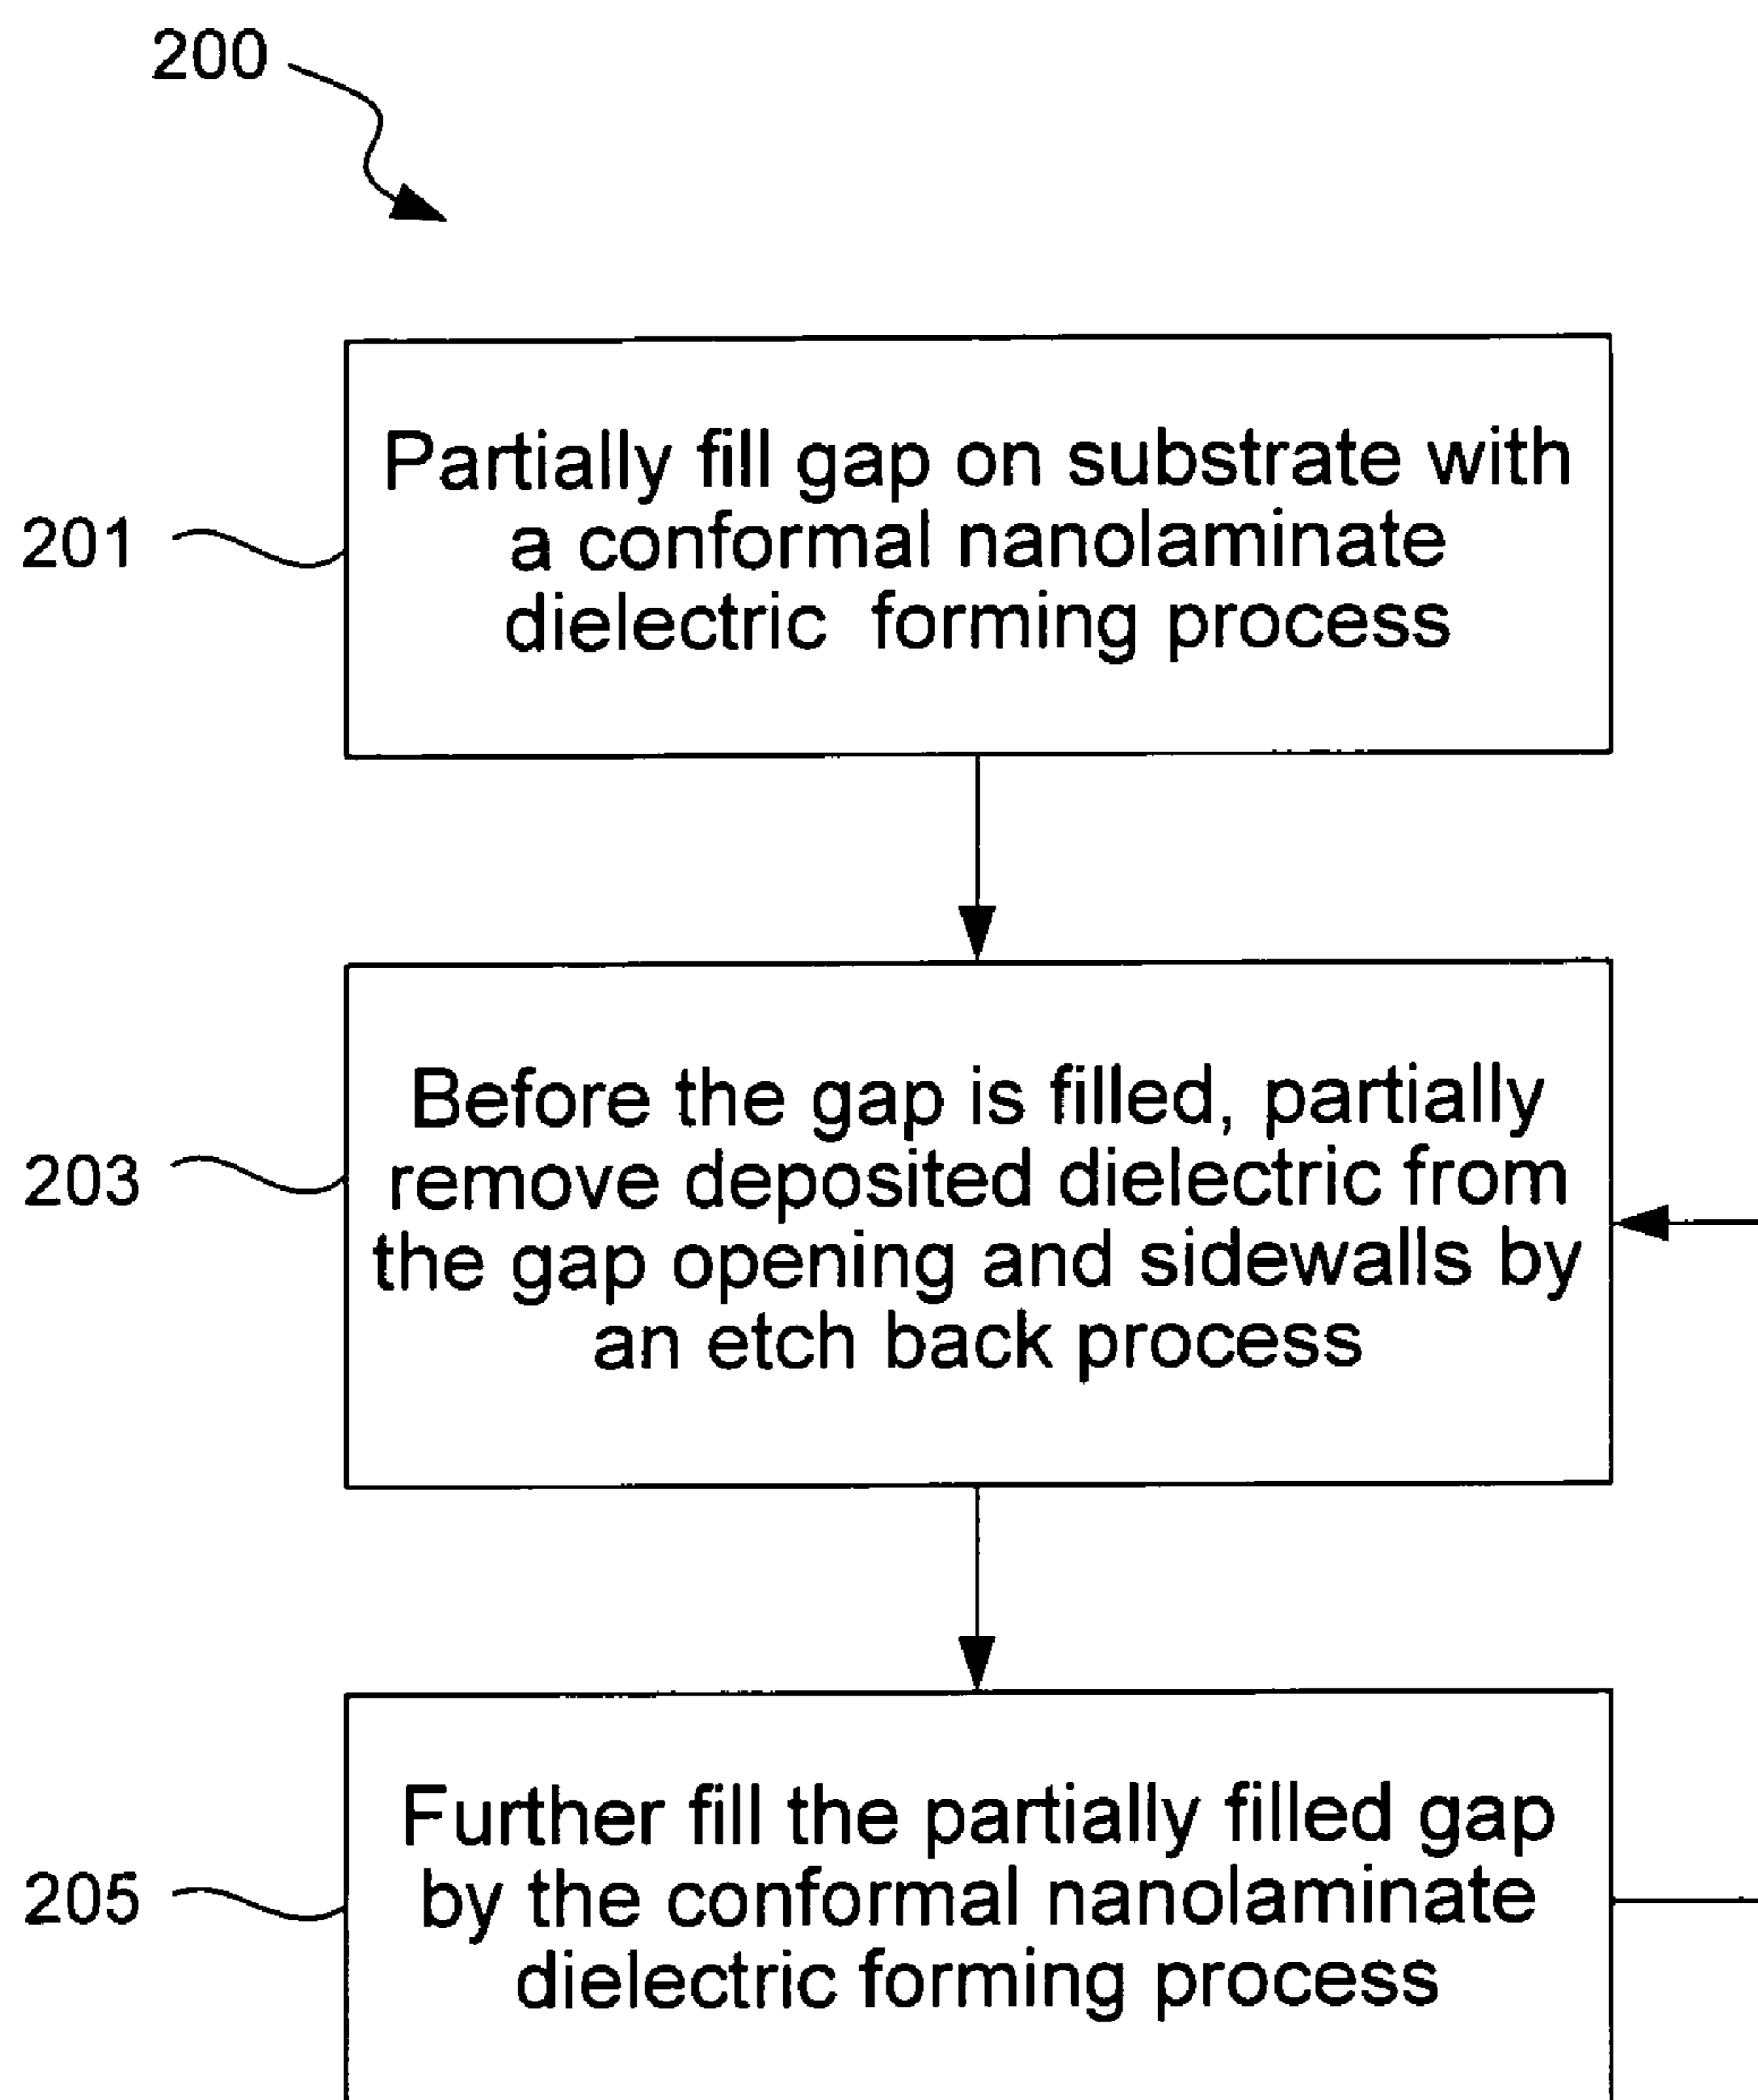 200
201
Partially fill gap on substrate with
a conformal nanolaminate
dielectric forming process
203
Before the gap is filled, partially
remove deposited dielectric from
the gap opening and sidewalls by
an etch back process
205
Further fill the partially filled gap
by the conformal nanolaminate
dielectric forming process